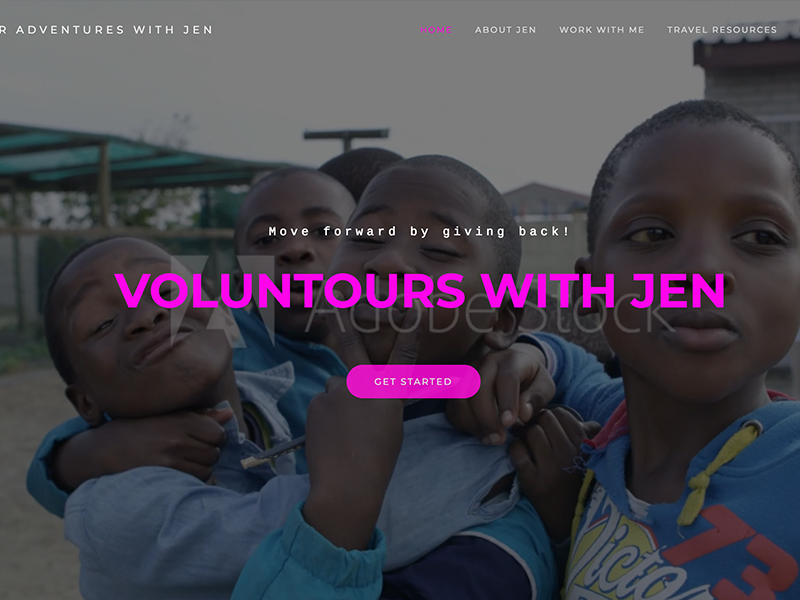 R ADVENTURES WITH JEN
HOME ABOUT JEN WORK WITH ME TRAVEL RESOURCES
Move forward by giving back!
VOLUNTOURS WITH JEN
Adobe Stock
GET STARTED
Victo
73